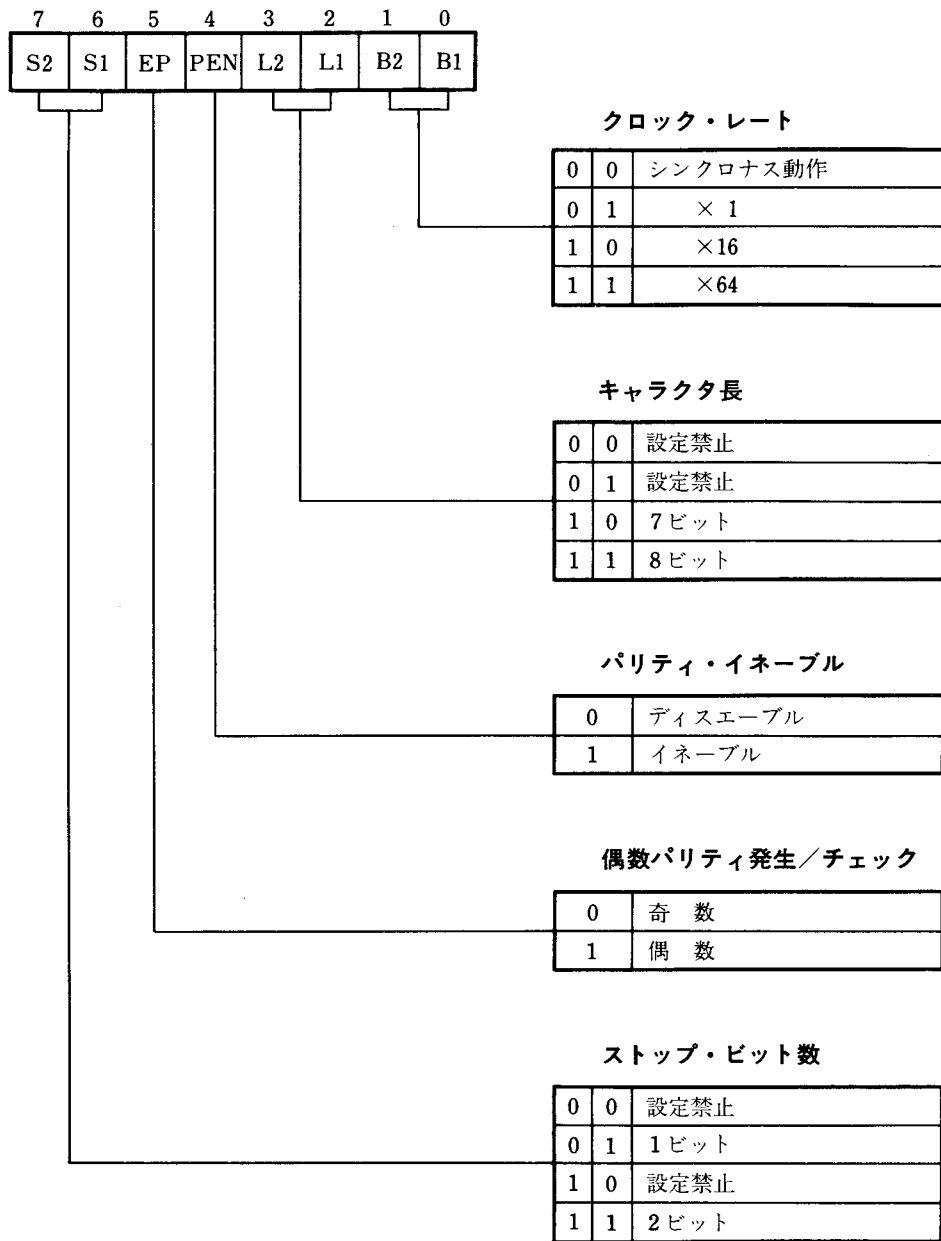 7 6 5 4 3 2 1 0
S2 S1 EP PEN L2 L1 B2 B1
クロック・レート
0 0 シンクロナス動作
0 1 × 1
1 0 ×16
1 1 ×64
キャラクタ長
0 0 設定禁止
0 1 設定禁止
1 0 7ビット
1 1 8ビット
パリティ・イネーブル
0 ディスエーブル
1 イネーブル
偶数パリティ発生/チェック
0 奇 数
1 偶 数
ストップ・ビット数
0 0 設定禁止
0 1 1ビット
1 0 設定禁止
1 1 2ビット